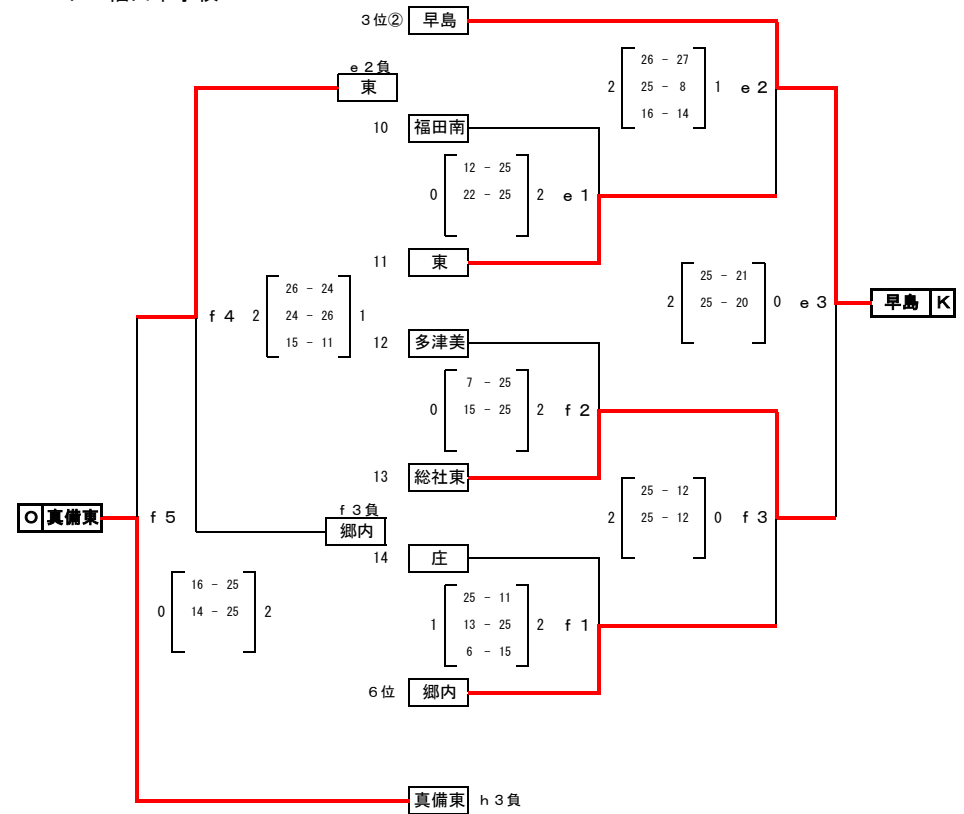 3位② 早島
26 - 27
2 25 - 8 1 e2
16 - 14
e2負
東
10 福田南
12 - 25
0 22 - 25 2 e1
11 東
25 - 21
2 25 - 20 0 e3
早島 K
26 - 24
f4 2 24 - 26 1
15 - 11
12 多津美
7 - 25
0 15 - 25 2 f2
13 総社東
25 - 12
2 25 - 12 0 f3
f3負
郷内
O 真備東 f5
14 庄
16 - 25
0 14 - 25 2
25 - 11
1 13 - 25 2 f1
6 - 15
6位 郷内
真備東 h3負